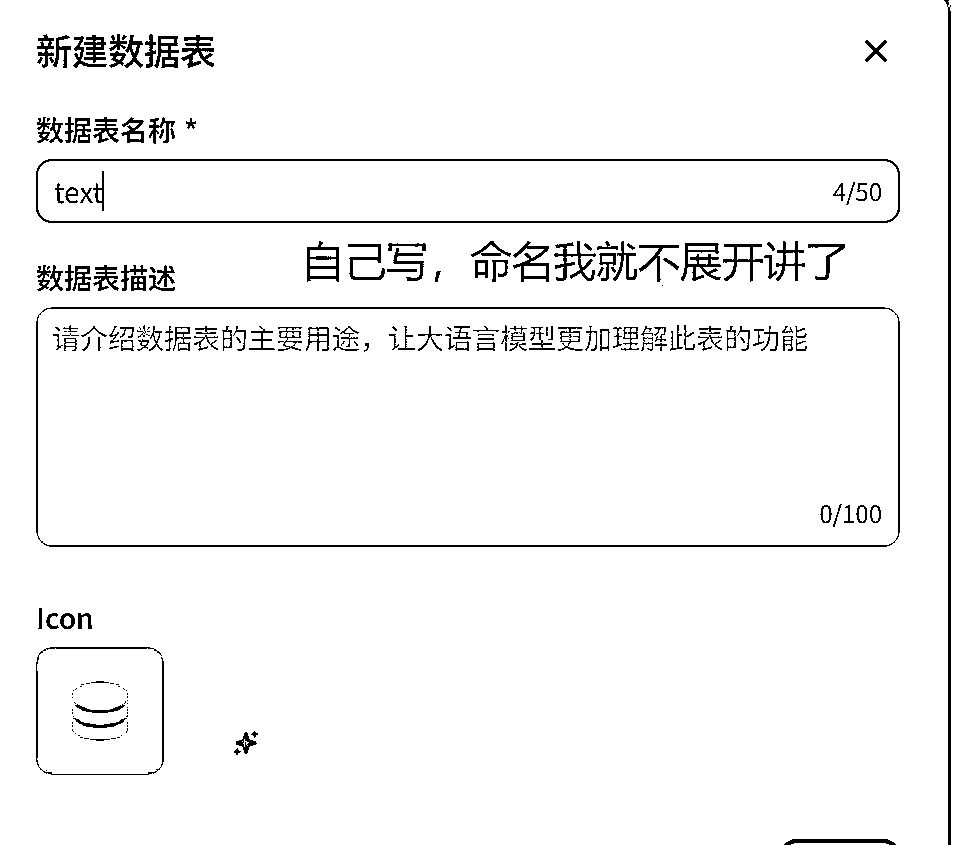 新建数据表
数据表名称 *
text 4/50
自己写，命名我就不展开讲了
数据表描述
请介绍数据表的主要用途，让大语言模型更加理解此表的功能
0/100
Icon